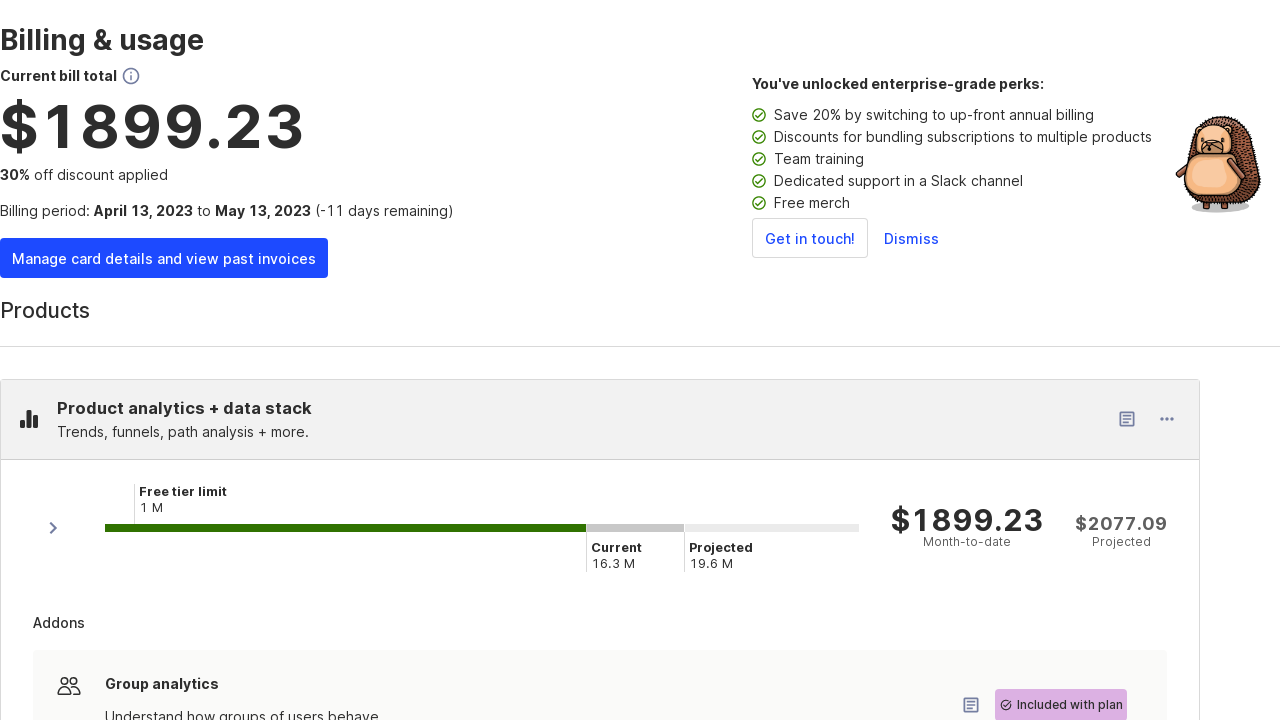 Billing & usage
Current bill total
$1899.23
30% off discount applied
Billing period: April 13, 2023 to May 13, 2023 (-11 days remaining)
Manage card details and view past invoices
You've unlocked enterprise-grade perks:
Save 20% by switching to up-front annual billing
Discounts for bundling subscriptions to multiple products
Team training
Dedicated support in a Slack channel
Free merch
Get in touch! Dismiss
Products
Product analytics + data stack
Trends, funnels, path analysis + more.
Free tier limit
1 M
Current
16.3 M
Projected
19.6 M
$1899.23
Month-to-date
$2077.09
Projected
Addons
Group analytics
Understand how groups of users behave
Included with plan